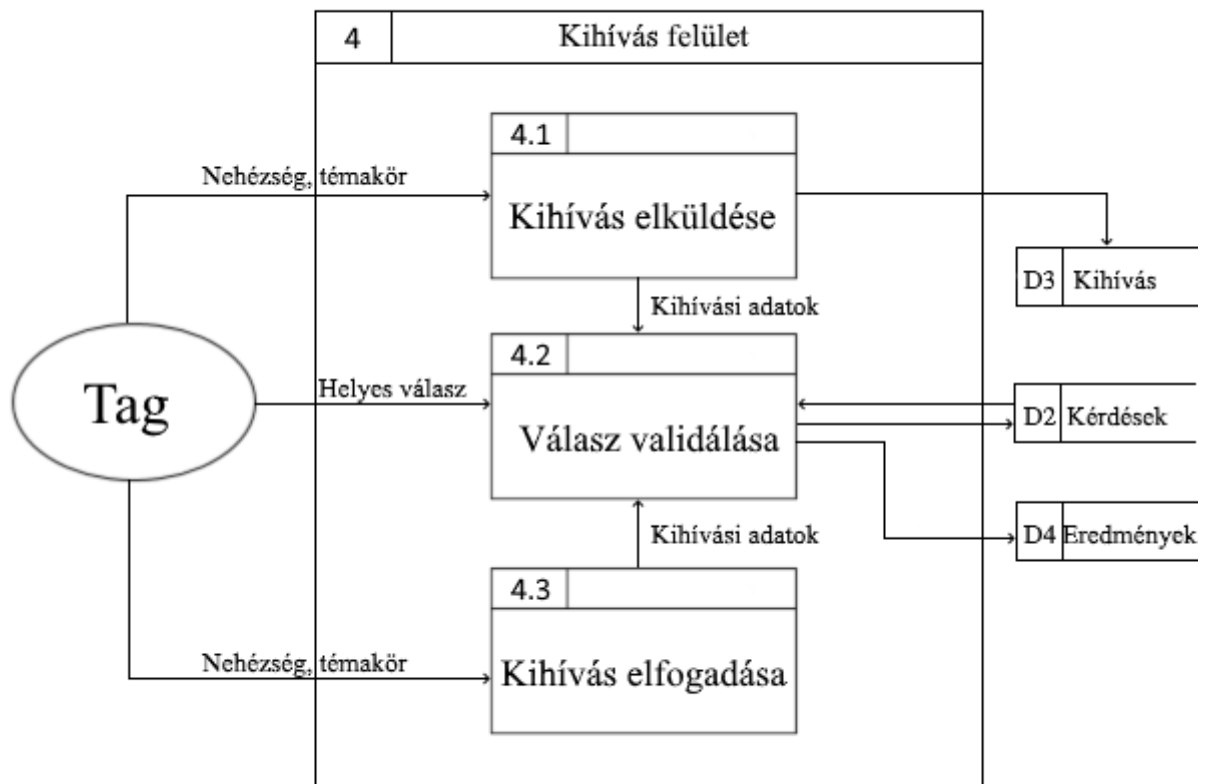 4 Kihívás felület
4.1
Nehézség, témakör
Kihívás elküldése
D3 Kihívás
Kihívási adatok
4.2
Tag
Helyes válasz
D2 Kérdések
Válasz validálása
Kihívási adatok
D4 Eredmények
4.3
Nehézség, témakör
Kihívás elfogadása